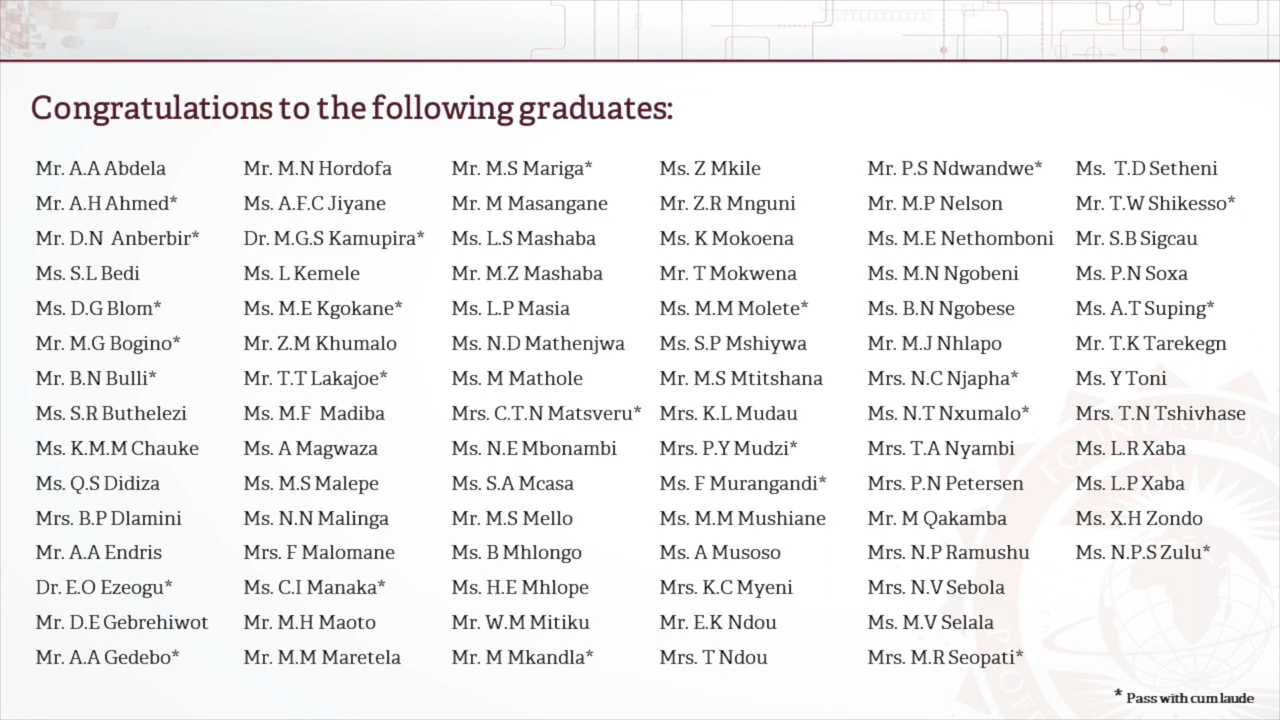 Congratulations to the following graduates:
Mr. A.A Abdela
Mr. A.H Ahmed*
Mr. D.N Anberbir*
Ms. S.L Bedi
Ms. D.G Blom*
Mr. M.G Bogino*
Mr. B.N Bulli*
Ms. S.R Buthelezi
Ms. K.M.M Chauke
Ms. Q.S Didiza
Mrs. B.P Dlamini
Mr. A.A Endris
Dr. E.O Ezeogu*
Mr. D.E Gebrehiwot
Mr. A.A Gedebo*
Mr. M.N Hordofa
Ms. A.F.C Jiyane
Dr. M.G.S Kamupira*
Ms. L Kemele
Ms. M.E Kgokane*
Mr. Z.M Khumalo
Mr. T.T Lakajoe*
Ms. M.F Madiba
Ms. A Magwaza
Ms. M.S Malepe
Ms. N.N Malinga
Mrs. F Malomane
Ms. C.I Manaka*
Mr. M.H Maoto
Mr. M.M Maretela
Mr. M.S Mariga*
Mr. M Masangane
Ms. L.S Mashaba
Mr. M.Z Mashaba
Ms. L.P Masia
Ms. N.D Mathenjwa
Ms. M Mathole
Mrs. C.T.N Matsveru*
Ms. N.E Mbonambi
Ms. S.A Mcasa
Mr. M.S Mello
Ms. B Mhlongo
Ms. H.E Mhlope
Mr. W.M Mitiku
Mr. M Mkandla*
Ms. Z Mkile
Mr. Z.R Mnguni
Ms. K Mokoena
Mr. T Mokwena
Ms. M.M Molete*
Ms. S.P Mshiywa
Mr. M.S Mtitshana
Mrs. K.L Mudau
Mrs. P.Y Mudzi*
Ms. F Murangandi*
Ms. M.M Mushiane
Ms. A Musoso
Mrs. K.C Myeni
Mr. E.K Ndou
Mrs. T Ndou
Mr. P.S Ndwandwe*
Mr. M.P Nelson
Ms. M.E Nethomboni
Ms. M.N Ngobeni
Ms. B.N Ngobese
Mr. M.J Nhlapo
Mrs. N.C Njapha*
Ms. N.T Nxumalo*
Mrs. T.A Nyambi
Mrs. P.N Petersen
Mr. M Qakamba
Mrs. N.P Ramushu
Mrs. N.V Sebola
Ms. M.V Selala
Mrs. M.R Seopati*
Ms. T.D Setheni
Mr. T.W Shikesso*
Mr. S.B Sigcau
Ms. P.N Soxa
Ms. A.T Suping*
Mr. T.K Tarekegn
Ms. Y Toni
Mrs. T.N Tshivhase
Ms. L.R Xaba
Ms. L.P Xaba
Ms. X.H Zondo
Ms. N.P.S Zulu*
FOUNDATION
* Pass with cum laude